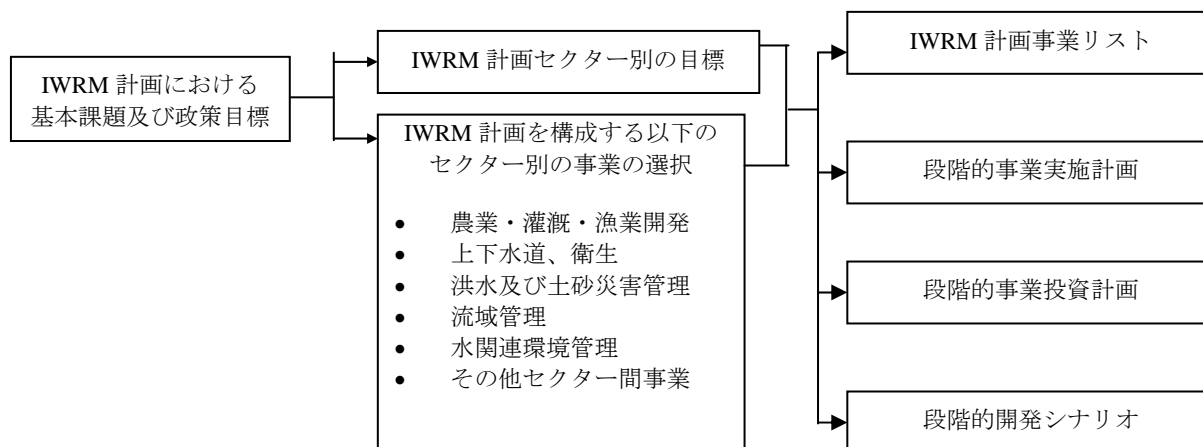 IWRM 計画における
基本課題及び政策目標
IWRM 計画セクター別の目標
IWRM 計画を構成する以下の
セクター別の事業の選択
• 農業・灌漑・漁業開発
• 上下水道、衛生
• 洪水及び土砂災害管理
• 流域管理
• 水関連環境管理
• その他セクター間事業
IWRM 計画事業リスト
段階的事業実施計画
段階的事業投資計画
段階的開発シナリオ